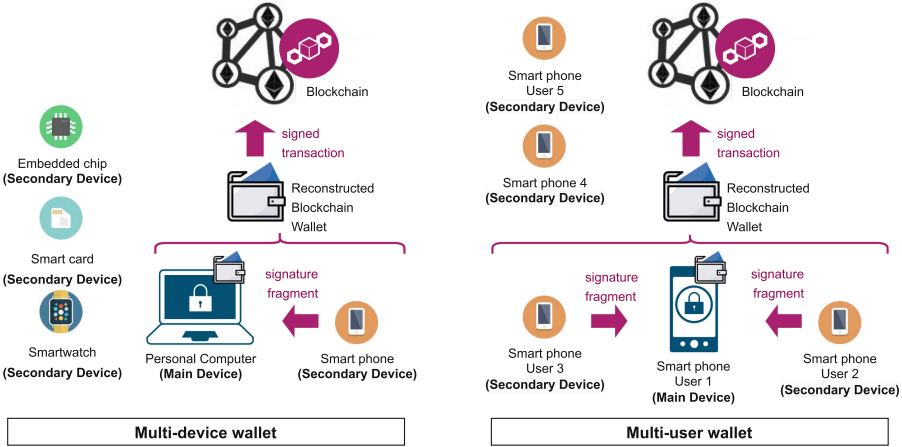 Blockchain
signed
transaction
Embedded chip
(Secondary Device)
Reconstructed
Blockchain
Wallet
Smart card
(Secondary Device)
signature
fragment
Smartwatch
(Secondary Device)
Personal Computer
(Main Device)
Smart phone
(Secondary Device)
Multi-device wallet
Smart phone
User 5
(Secondary Device)
Blockchain
signed
transaction
Smart phone 4
(Secondary Device)
Reconstructed
Blockchain
Wallet
signature
fragment
signature
fragment
Smart phone
User 3
(Secondary Device)
Smart phone
User 1
(Main Device)
Smart phone
User 2
(Secondary Device)
Multi-user wallet